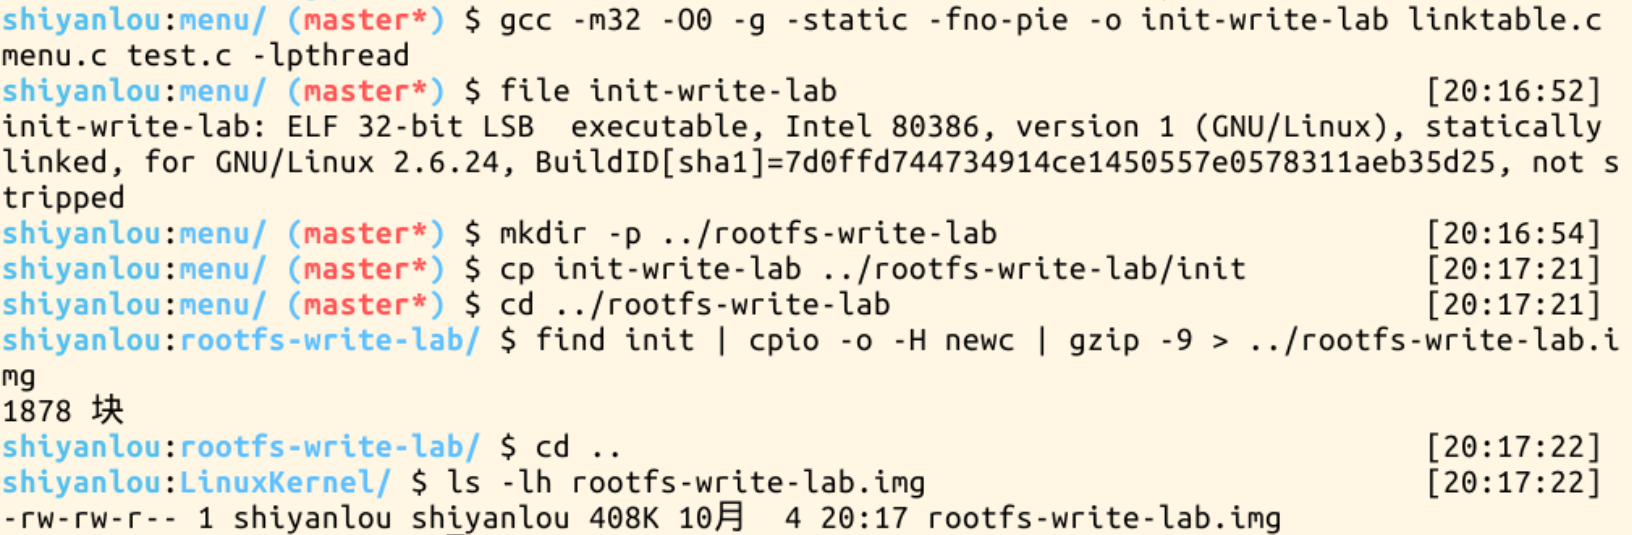 shiyanlou:menu/ (master*) $ gcc -m32 -O0 -g -static -fno-pie -o init-write-lab linktable.c
menu.c test.c -lpthread
shiyanlou:menu/ (master*) $ file init-write-lab [20:16:52]
init-write-lab: ELF 32-bit LSB  executable, Intel 80386, version 1 (GNU/Linux), statically
linked, for GNU/Linux 2.6.24, BuildID[sha1]=7d0ffd744734914ce1450557e0578311aeb35d25, not s
tripped
shiyanlou:menu/ (master*) $ mkdir -p ../rootfs-write-lab [20:16:54]
shiyanlou:menu/ (master*) $ cp init-write-lab ../rootfs-write-lab/init [20:17:21]
shiyanlou:menu/ (master*) $ cd ../rootfs-write-lab [20:17:21]
shiyanlou:rootfs-write-lab/ $ find init | cpio -o -H newc | gzip -9 > ../rootfs-write-lab.i
mg
1878 块
shiyanlou:rootfs-write-lab/ $ cd .. [20:17:22]
shiyanlou:LinuxKernel/ $ ls -lh rootfs-write-lab.img [20:17:22]
-rw-rw-r-- 1 shiyanlou shiyanlou 408K 10月  4 20:17 rootfs-write-lab.img